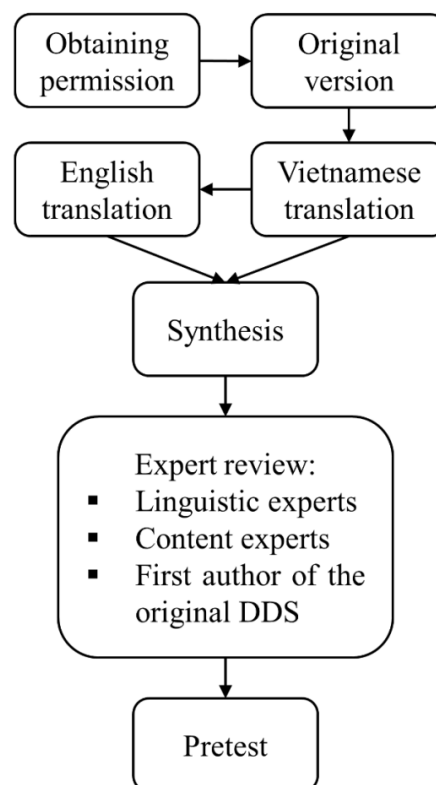 Obtaining
permission
Original
version
English
translation
Vietnamese
translation
Synthesis
Expert review:
▪ Linguistic experts
▪ Content experts
▪ First author of the
original DDS
Pretest